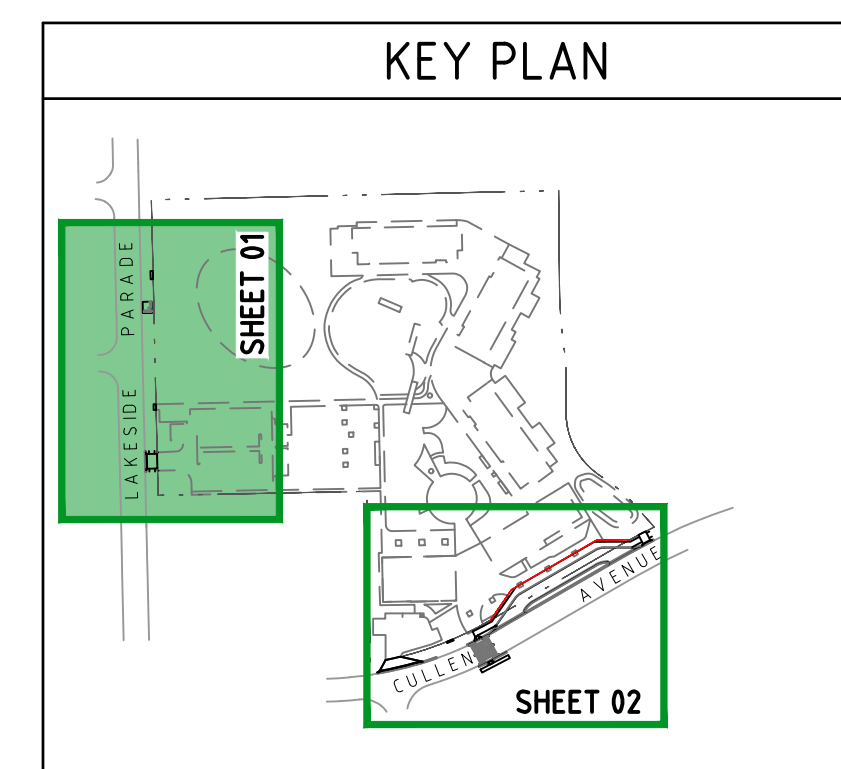 KEY PLAN
SHEET 01
LAKESIDE PARADE
CULLEN AVENUE
SHEET 02